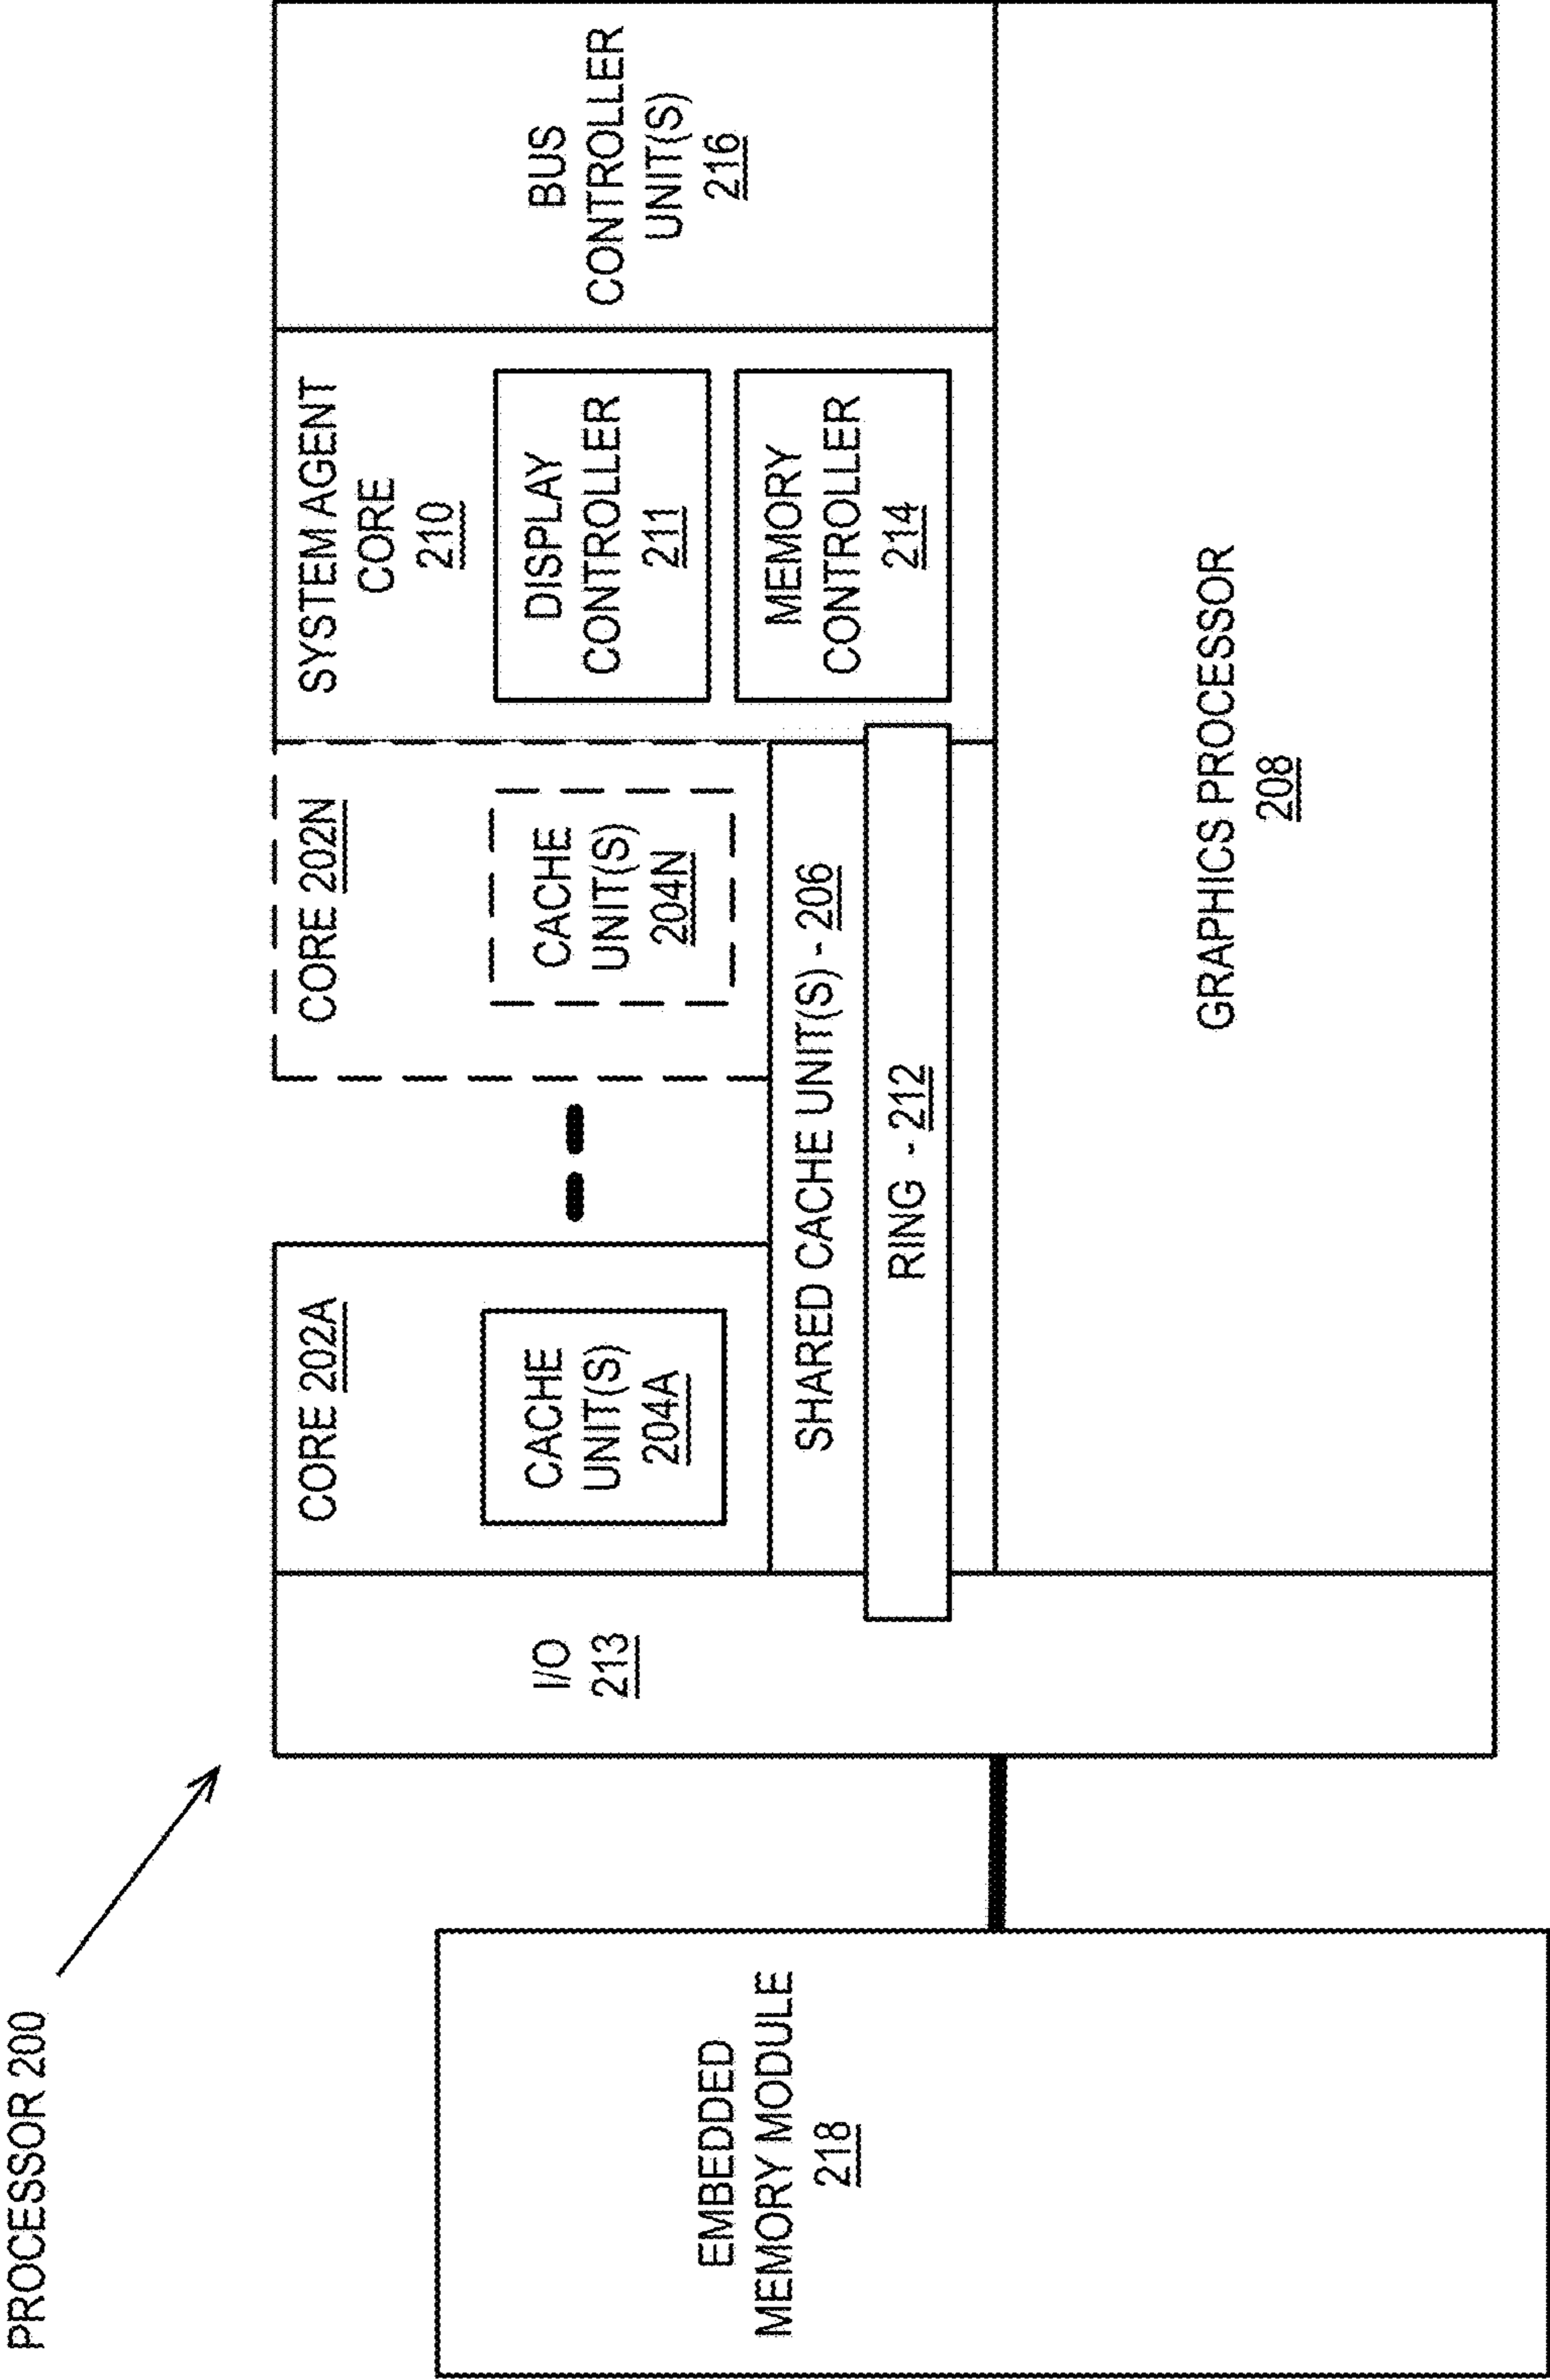 PROCESSOR 200
EMBEDDED
MEMORY MODULE
218
I/O
213
CORE 202A
CACHE
UNIT(S)
204A
CORE 202N
CACHE
UNIT(S)
204N
SHARED CACHE UNIT(S) - 206
RING - 212
SYSTEM AGENT
CORE
210
DISPLAY
CONTROLLER
211
MEMORY
CONTROLLER
214
BUS
CONTROLLER
UNIT(S)
216
GRAPHICS PROCESSOR
208